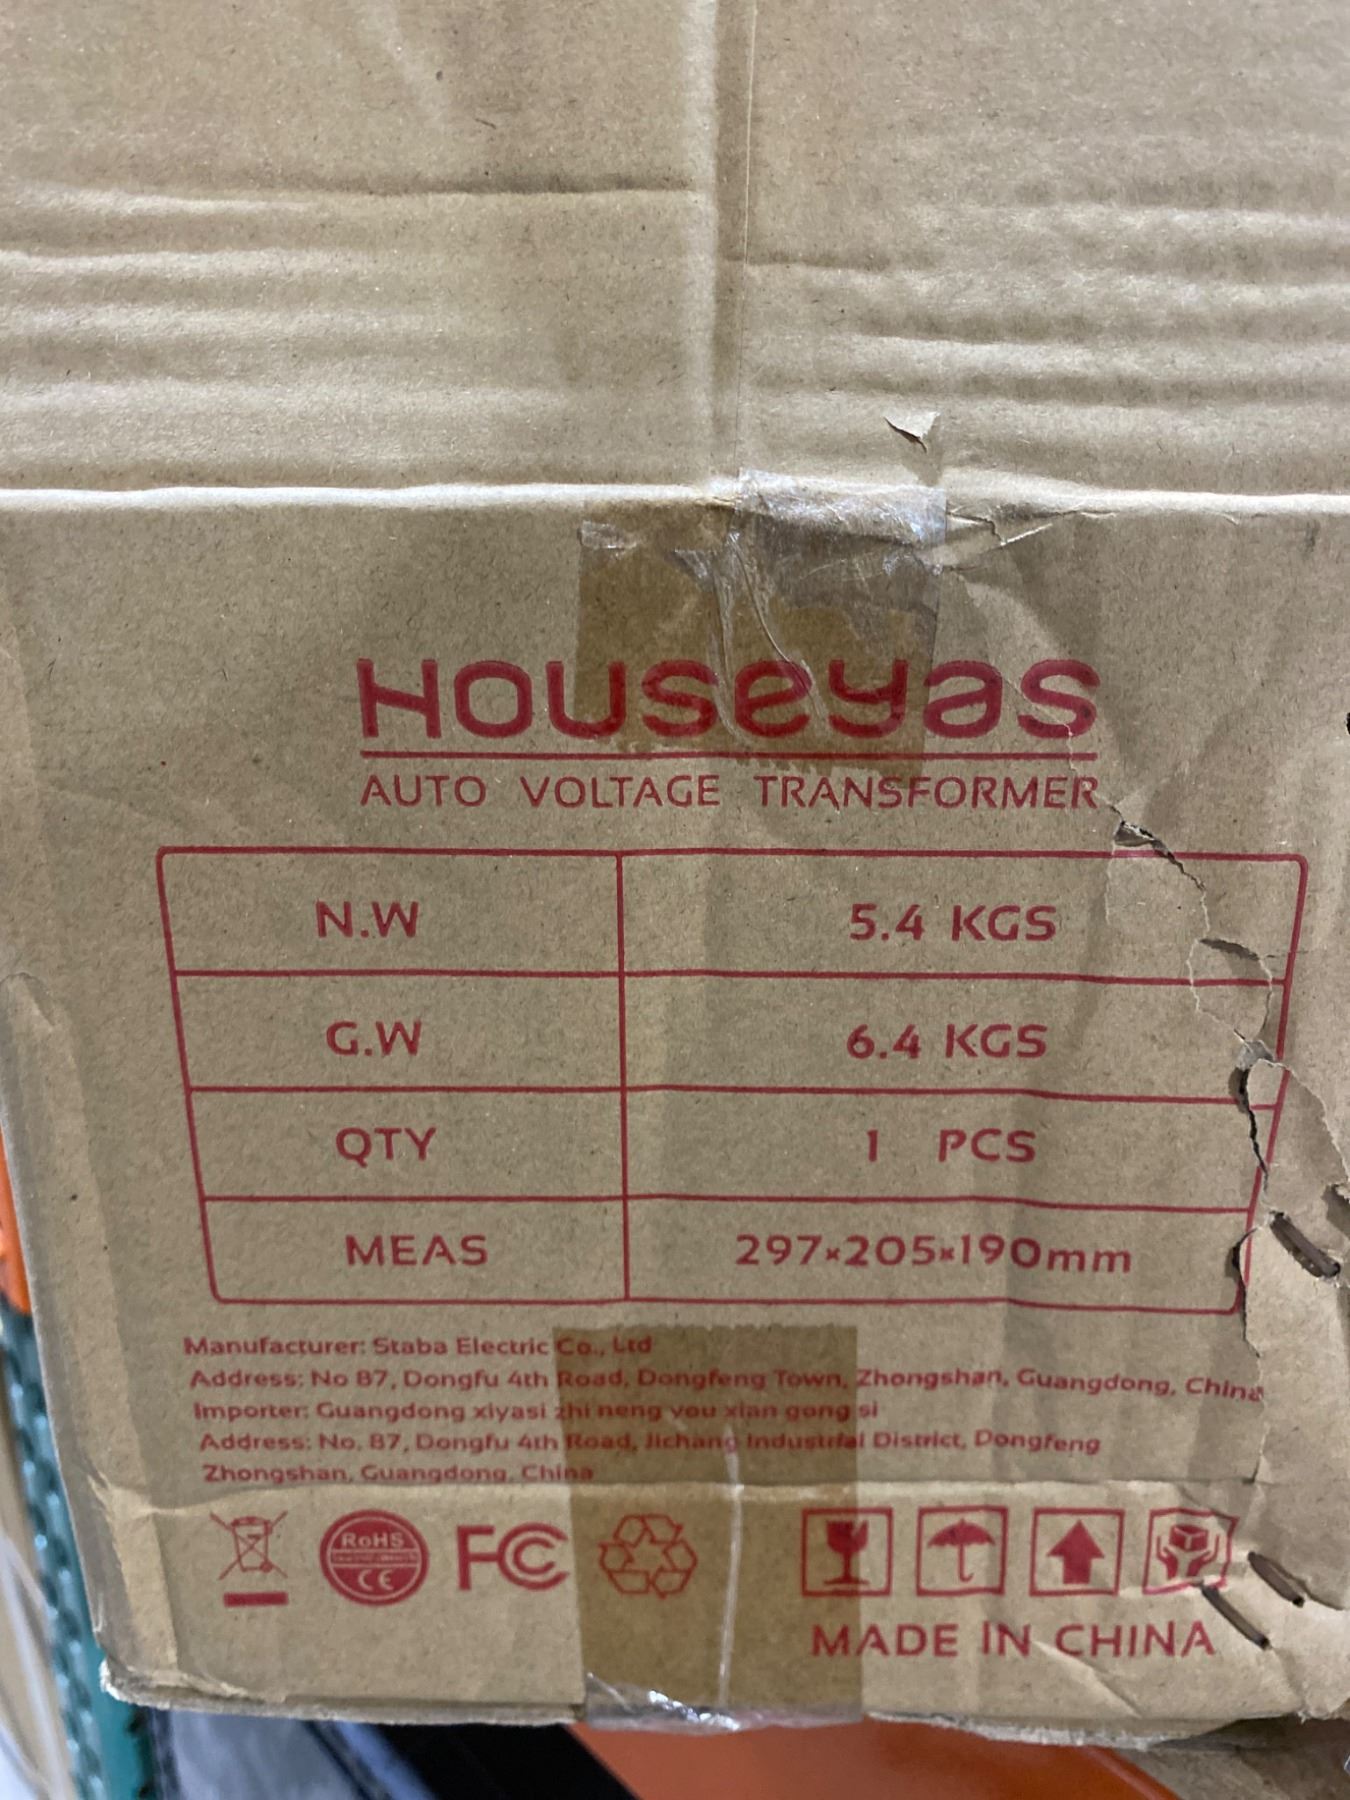 HOUSEYAS
AUTO VOLTAGE TRANSFORMER
N.W 5.4 KGS
G.W 6.4 KGS
QTY 1 PCS
MEAS 297×205×190mm
Manufacturer: Staba Electric Co., Ltd
Address: No 87, Dongfu 4th Road, Dongfeng Town, Zhongshan, Guangdong, China
Importer: Guangdong xiyasi zhi neng you xian gong si
Address: No. 87, Dongfu 4th Road, Jichang Industrial District, Dongfeng
Zhongshan, Guangdong, China
RoHS
CE
FC
MADE IN CHINA